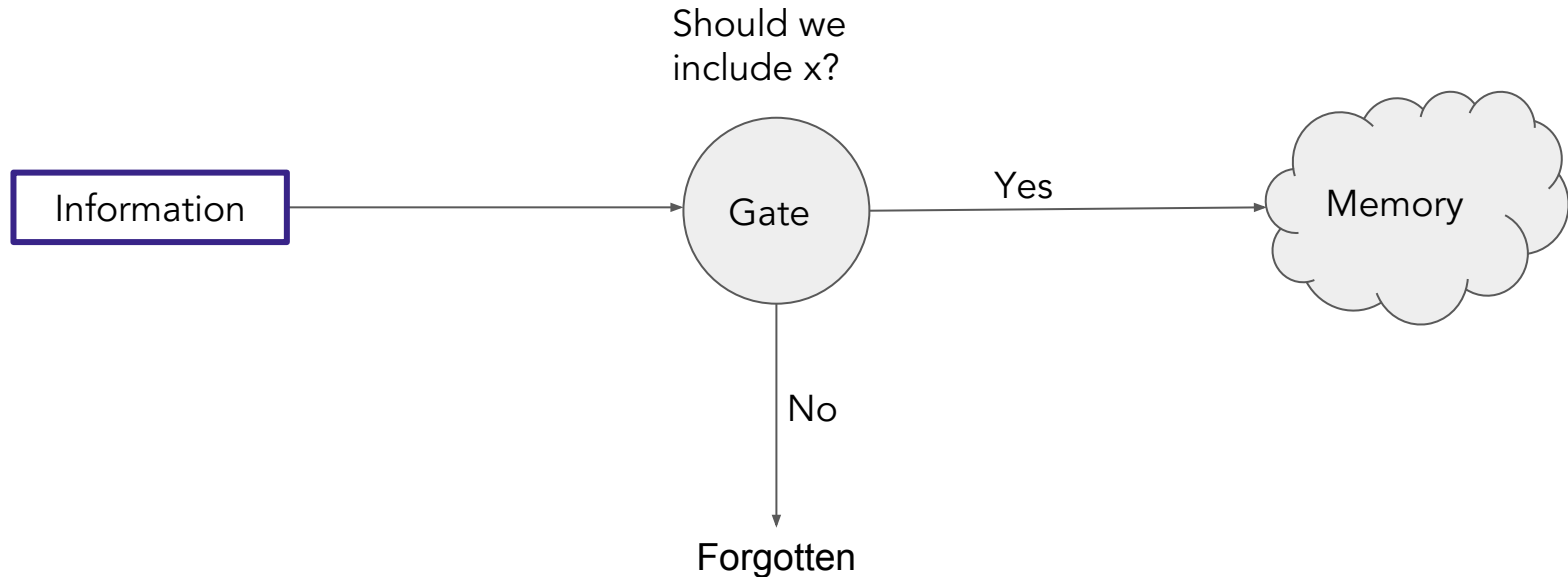 Should we
include x?
Information
Gate
Yes
Memory
No
Forgotten